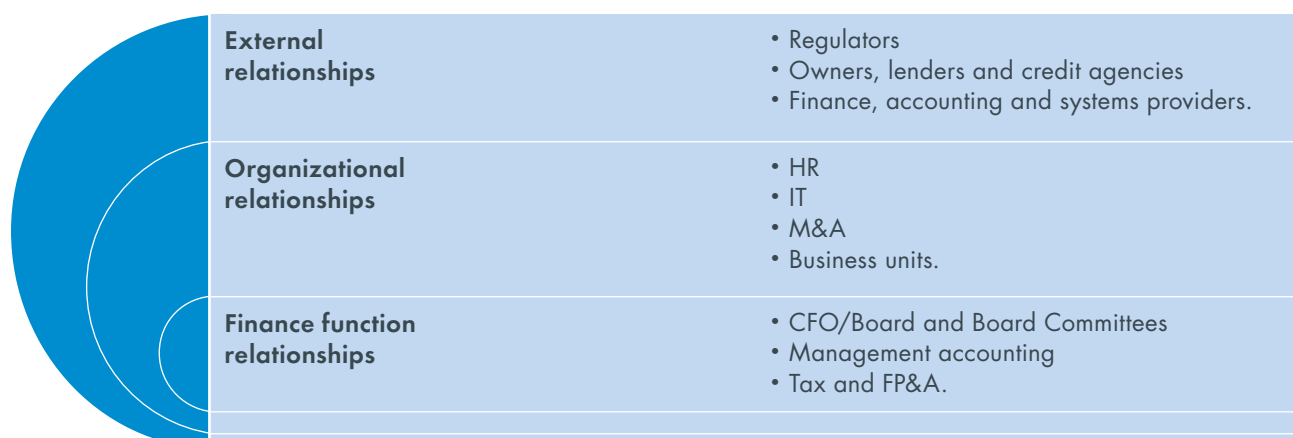 External
relationships
• Regulators
• Owners, lenders and credit agencies
• Finance, accounting and systems providers.
Organizational
relationships
• HR
• IT
• M&A
• Business units.
Finance function
relationships
• CFO/Board and Board Committees
• Management accounting
• Tax and FP&A.